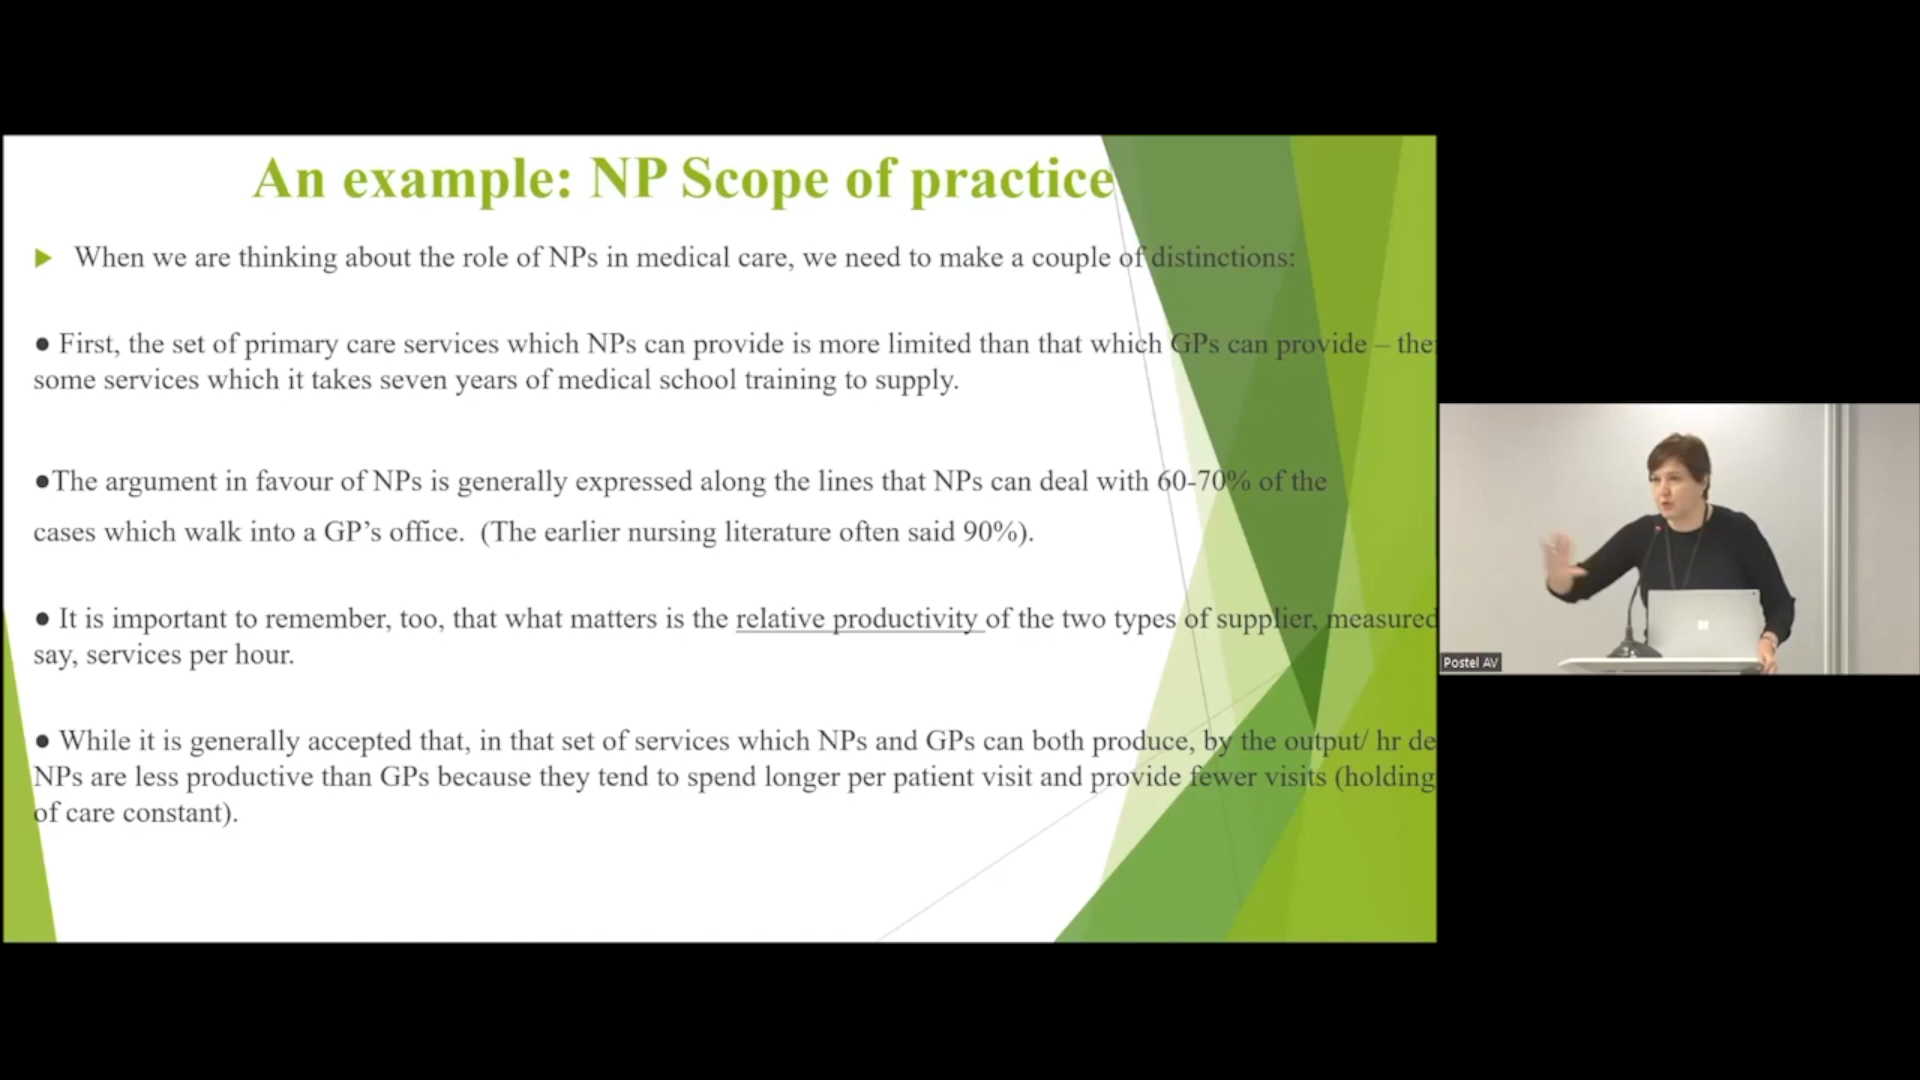 An example: NP Scope of practice
When we are thinking about the role of NPs in medical care, we need to make a couple of distinctions:
● First, the set of primary care services which NPs can provide is more limited than that which GPs can provide –
some services which it takes seven years of medical school training to supply.
●The argument in favour of NPs is generally expressed along the lines that NPs can deal with 60-70% of the
cases which walk into a GP’s office. (The earlier nursing literature often said 90%).
● It is important to remember, too, that what matters is the relative productivity of the two types of supplier, measured
say, services per hour.
● While it is generally accepted that, in that set of services which NPs and GPs can both produce, by the output/ hr
NPs are less productive than GPs because they tend to spend longer per patient visit and provide fewer visits (holding
of care constant).
Postel AV